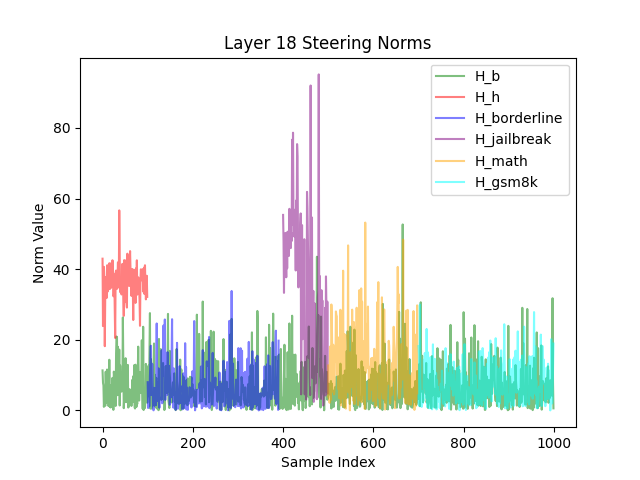 Layer 18 Steering Norms
H_b
H_h
H_borderline
H_jailbreak
H_math
H_gsm8k
Norm Value
80
60
40
20
0
0 200 400 600 800 1000
Sample Index